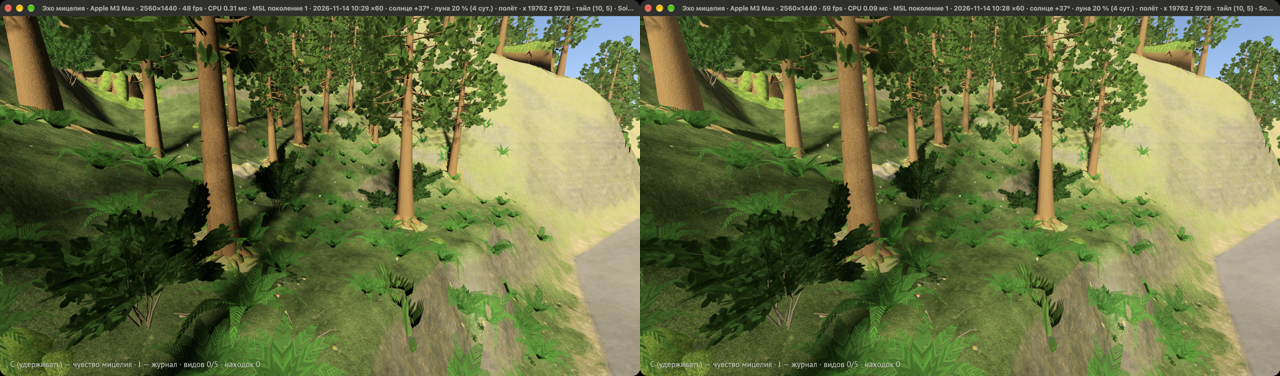 Эхо мицелия · Apple M3 Max · 2560×1440 · 48 fps · CPU 0.31 мс · MSL поколение 1 · 2026-11-14 10:29 ×60 · солнце +37° · луна 20 % (4 сут.) · полёт · x 19762 z 9728 · тайл (10, 5) · Soi...
C (удерживать) — чувство мицелия · J — журнал · видов 0/5 · находок 0
Эхо мицелия · Apple M3 Max · 2560×1440 · 59 fps · CPU 0.09 мс · MSL поколение 1 · 2026-11-14 10:28 ×60 · солнце +37° · луна 20 % (4 сут.) · полёт · x 19762 z 9728 · тайл (10, 5) · Soi...
C (удерживать) — чувство мицелия · J — журнал · видов 0/5 · находок 0